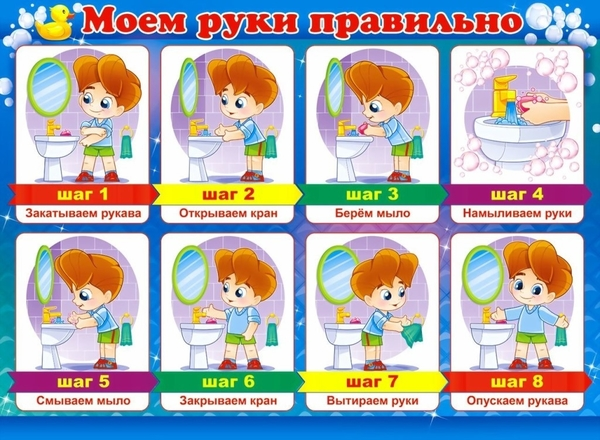 Моем руки правильно
шаг 1
Закатываем рукава
шаг 2
Открываем кран
шаг 3
Берём мыло
шаг 4
Намыливаем руки
шаг 5
Смываем мыло
шаг 6
Закрываем кран
шаг 7
Вытираем руки
шаг 8
Опускаем рукава